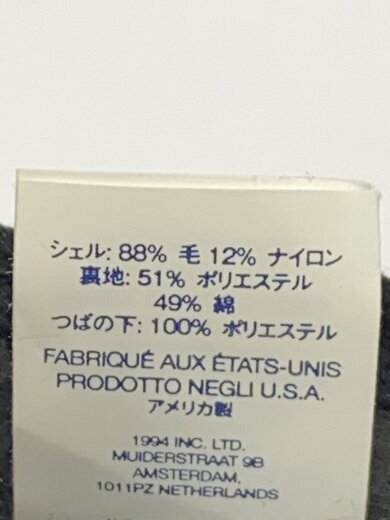 シェル: 88% 毛 12% ナイロン
裏地: 51% ポリエステル
49% 綿
つばの下: 100% ポリエステル
FABRIQUÉ AUX ÉTATS-UNIS
PRODOTTO NEGLI U.S.A.
アメリカ製
1994 INC. LTD.
MUIDERSTRAAT 9B
AMSTERDAM,
1011PZ NETHERLANDS